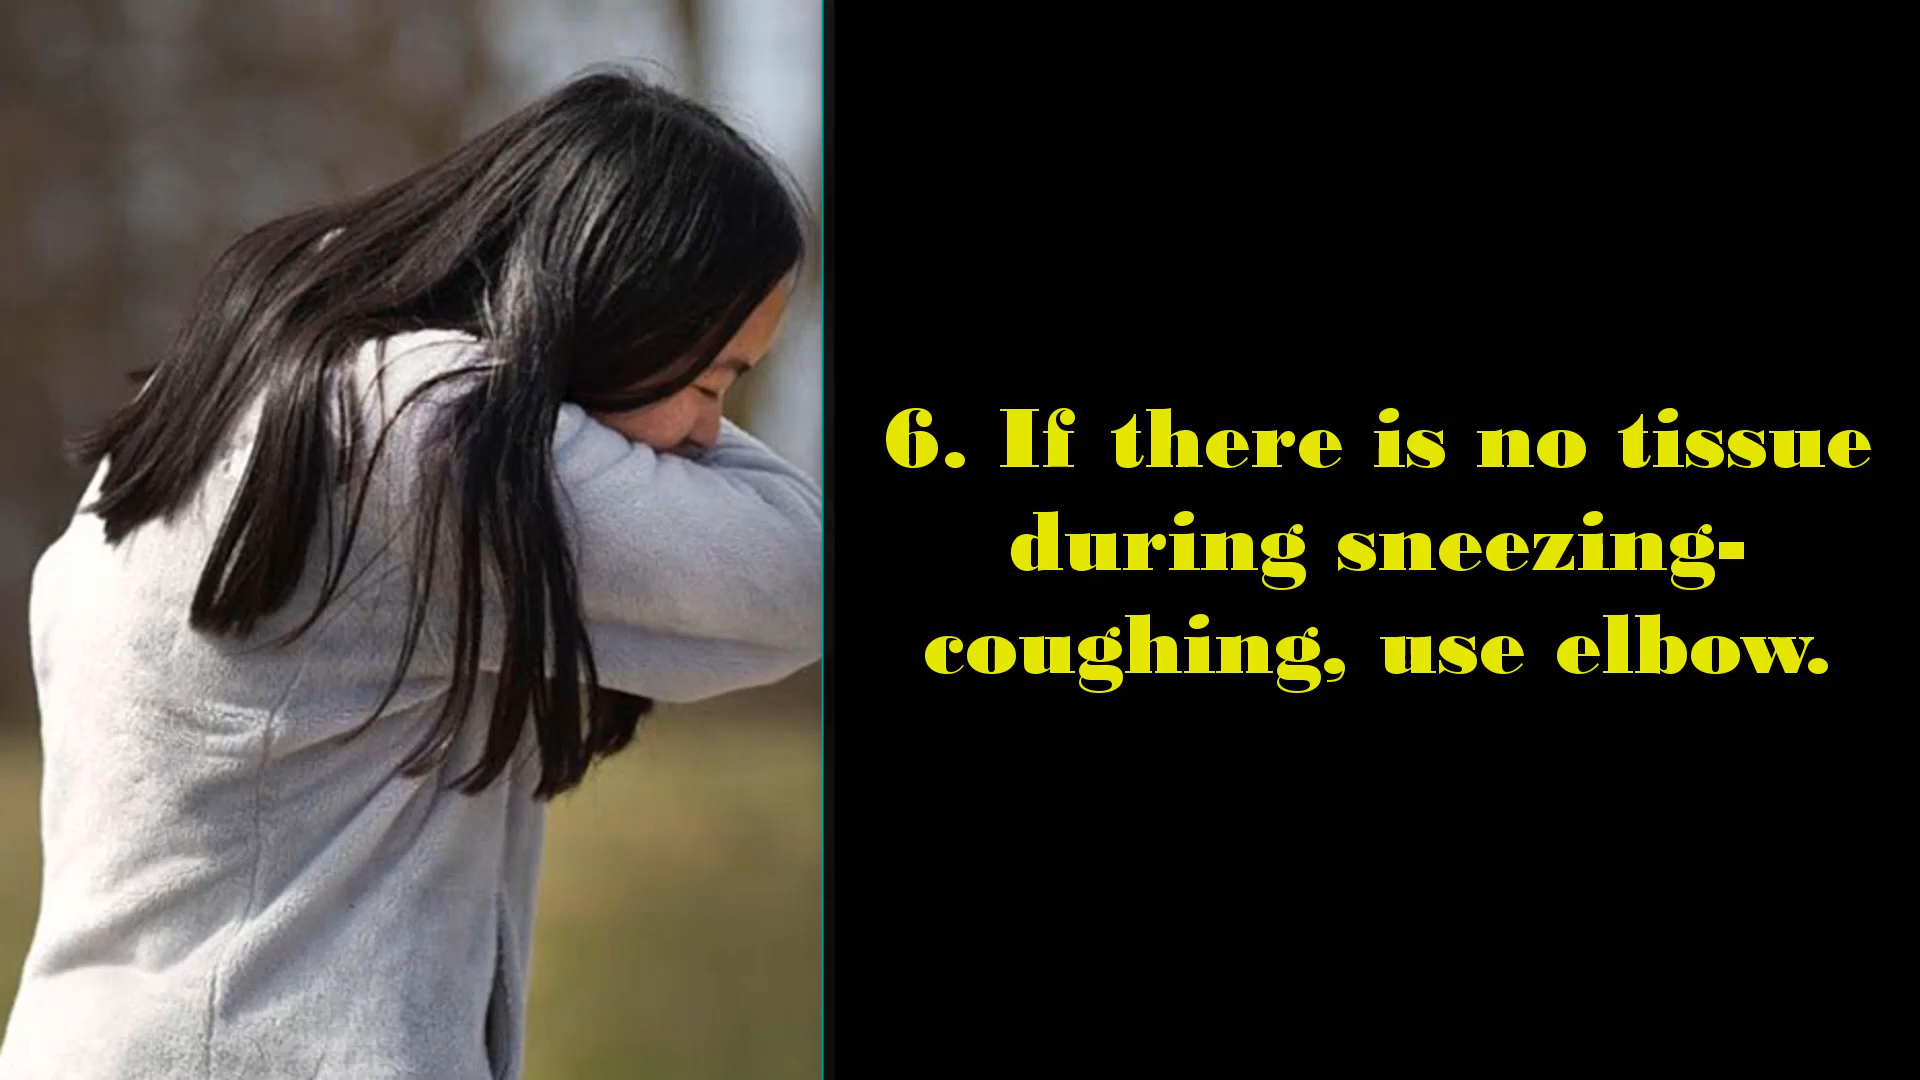 6. If there is no tissue
during sneezing-
coughing, use elbow.